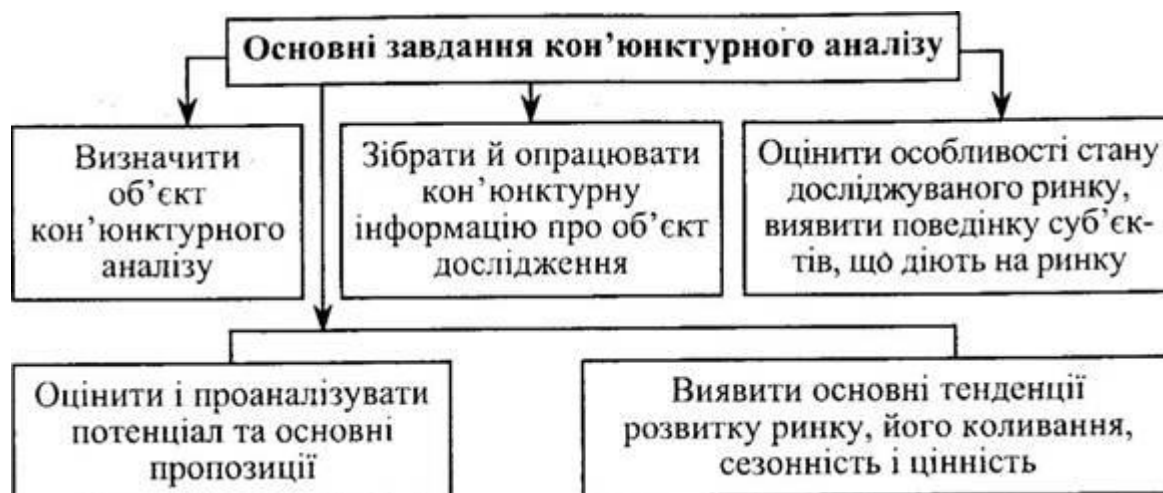 Основні завдання кон’юнктурного аналізу
Визначити
об’єкт
кон’юнктурного
аналізу
Зібрати й опрацювати
кон’юнктурну
інформацію про об’єкт
дослідження
Оцінити особливості стану
досліджуваного ринку,
виявити поведінку суб’єк-
тів, що діють на ринку
Оцінити і проаналізувати
потенціал та основні
пропозиції
Виявити основні тенденції
розвитку ринку, його коливання,
сезонність і цінність